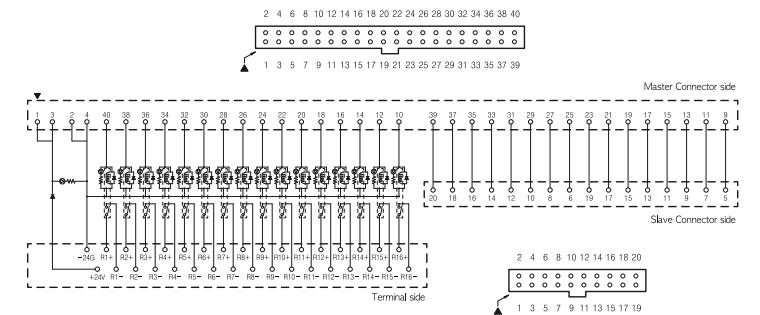 2 4 6 8 10 12 14 16 18 20 22 24 26 28 30 32 34 36 38 40
1 3 5 7 9 11 13 15 17 19 21 23 25 27 29 31 33 35 37 39
Master Connector side
1 3 2 4 40 38 36 34 32 30 28 26 24 22 20 18 16 14 12 10 39 37 35 33 31 29 27 25 23 21 19 17 15 13 11 9
20 18 16 14 12 10 8 6 19 17 15 13 11 9 7 5
Slave Connector side
-24G R1+ R2+ R3+ R4+ R5+ R6+ R7+ R8+ R9+ R10+ R11+ R12+ R13+ R14+ R15+ R16+
+24V R1- R2- R3- R4- R5- R6- R7- R8- R9- R10- R11- R12- R13- R14- R15- R16-
Terminal side
2 4 6 8 10 12 14 16 18 20
1 3 5 7 9 11 13 15 17 19